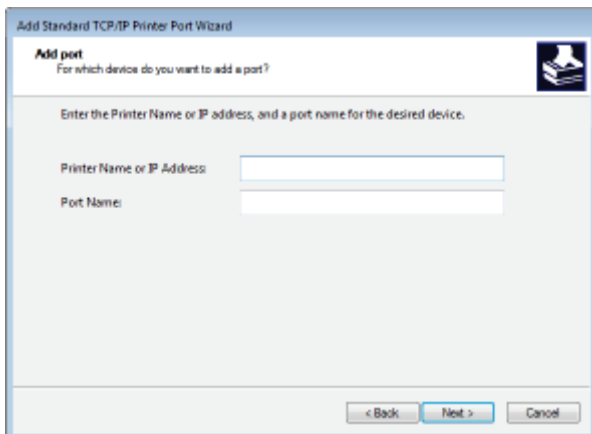 Add Standard TCP/IP Printer Port Wizard
Add port
For which device do you want to add a port?
Enter the Printer Name or IP address, and a port name for the desired device.
Printer Name or IP Address:
Port Name:
< Back Next > Cancel